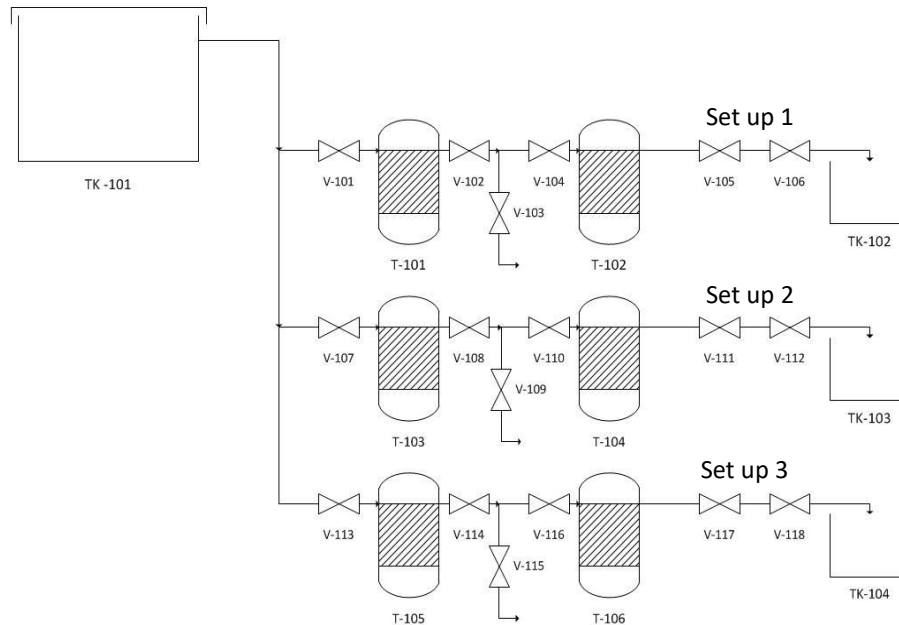 TK -101
Set up 1
V-101
V-102
V-104
V-105
V-106
V-103
T-101
T-102
TK-102
Set up 2
V-107
V-108
V-110
V-111
V-112
V-109
T-103
T-104
TK-103
Set up 3
V-113
V-114
V-116
V-117
V-118
V-115
T-105
T-106
TK-104